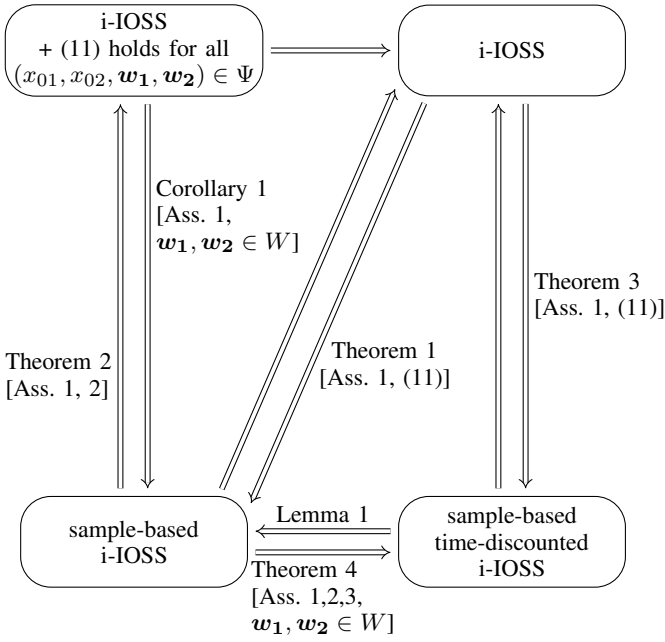 i-IOSS
+ (11) holds for all
(x₀₁, x₀₂, w₁, w₂) ∈ Ψ
i-IOSS
Corollary 1
[Ass. 1,
w₁, w₂ ∈ W]
Theorem 3
[Ass. 1, (11)]
Theorem 2
[Ass. 1, 2]
Theorem 1
[Ass. 1, (11)]
sample-based
i-IOSS
Lemma 1
sample-based
time-discounted
i-IOSS
Theorem 4
[Ass. 1,2,3,
w₁, w₂ ∈ W]